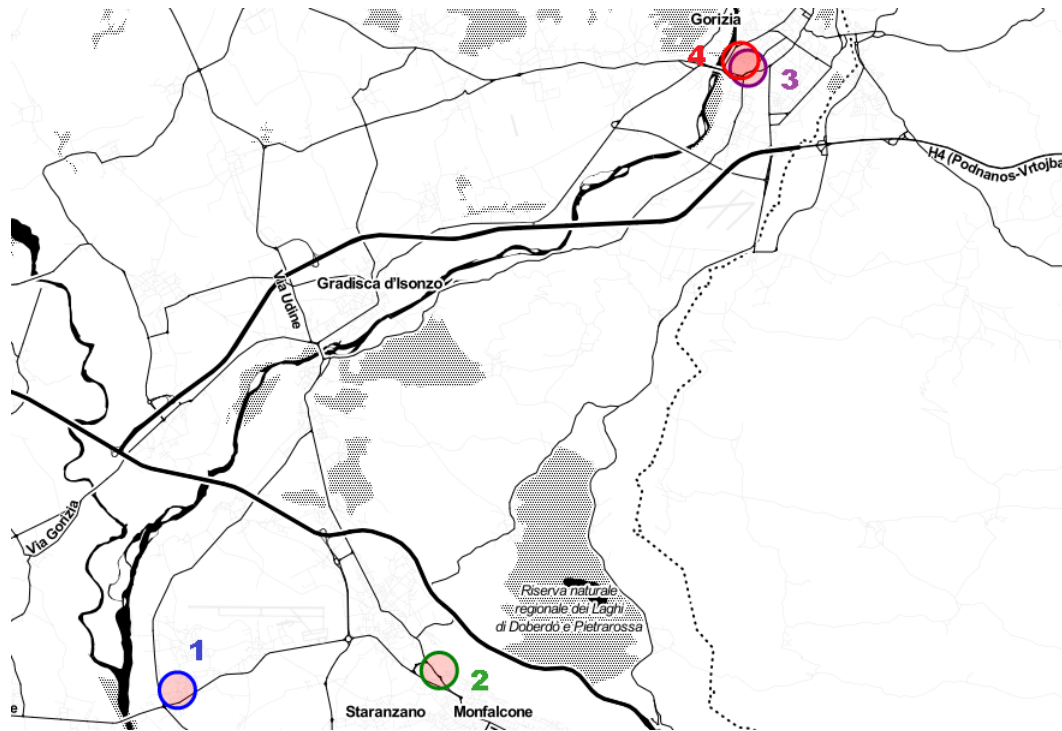 Gorizia
4
3
H4 (Podnanos-Vrtojba
Gradisca d'Isonzo
Via Udine
Via Gorizia
Riserva naturale
regionale dei Laghi
di Doberdò e Pietrarossa
1
2
Staranzano
Monfalcone
e